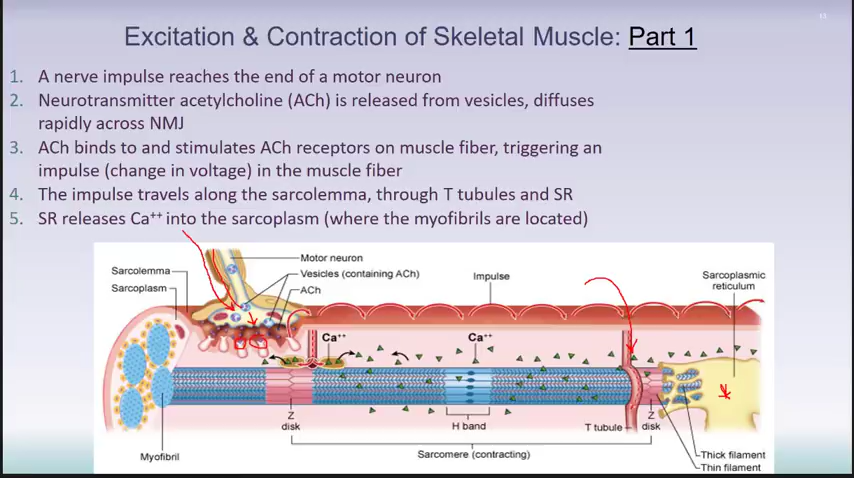 Excitation & Contraction of Skeletal Muscle: Part 1
1. A nerve impulse reaches the end of a motor neuron
2. Neurotransmitter acetylcholine (ACh) is released from vesicles, diffuses
rapidly across NMJ
3. ACh binds to and stimulates ACh receptors on muscle fiber, triggering an
impulse (change in voltage) in the muscle fiber
4. The impulse travels along the sarcolemma, through T tubules and SR
5. SR releases Ca++ into the sarcoplasm (where the myofibrils are located)
Motor neuron
Sarcolemma
Vesicles (containing ACh)
Impulse
Sarcoplasmic
reticulum
Sarcoplasm
ACh
Ca++
Ca++
Z
disk
H band
T tubule
Z
disk
Myofibril
Sarcomere (contracting)
Thick filament
Thin filament